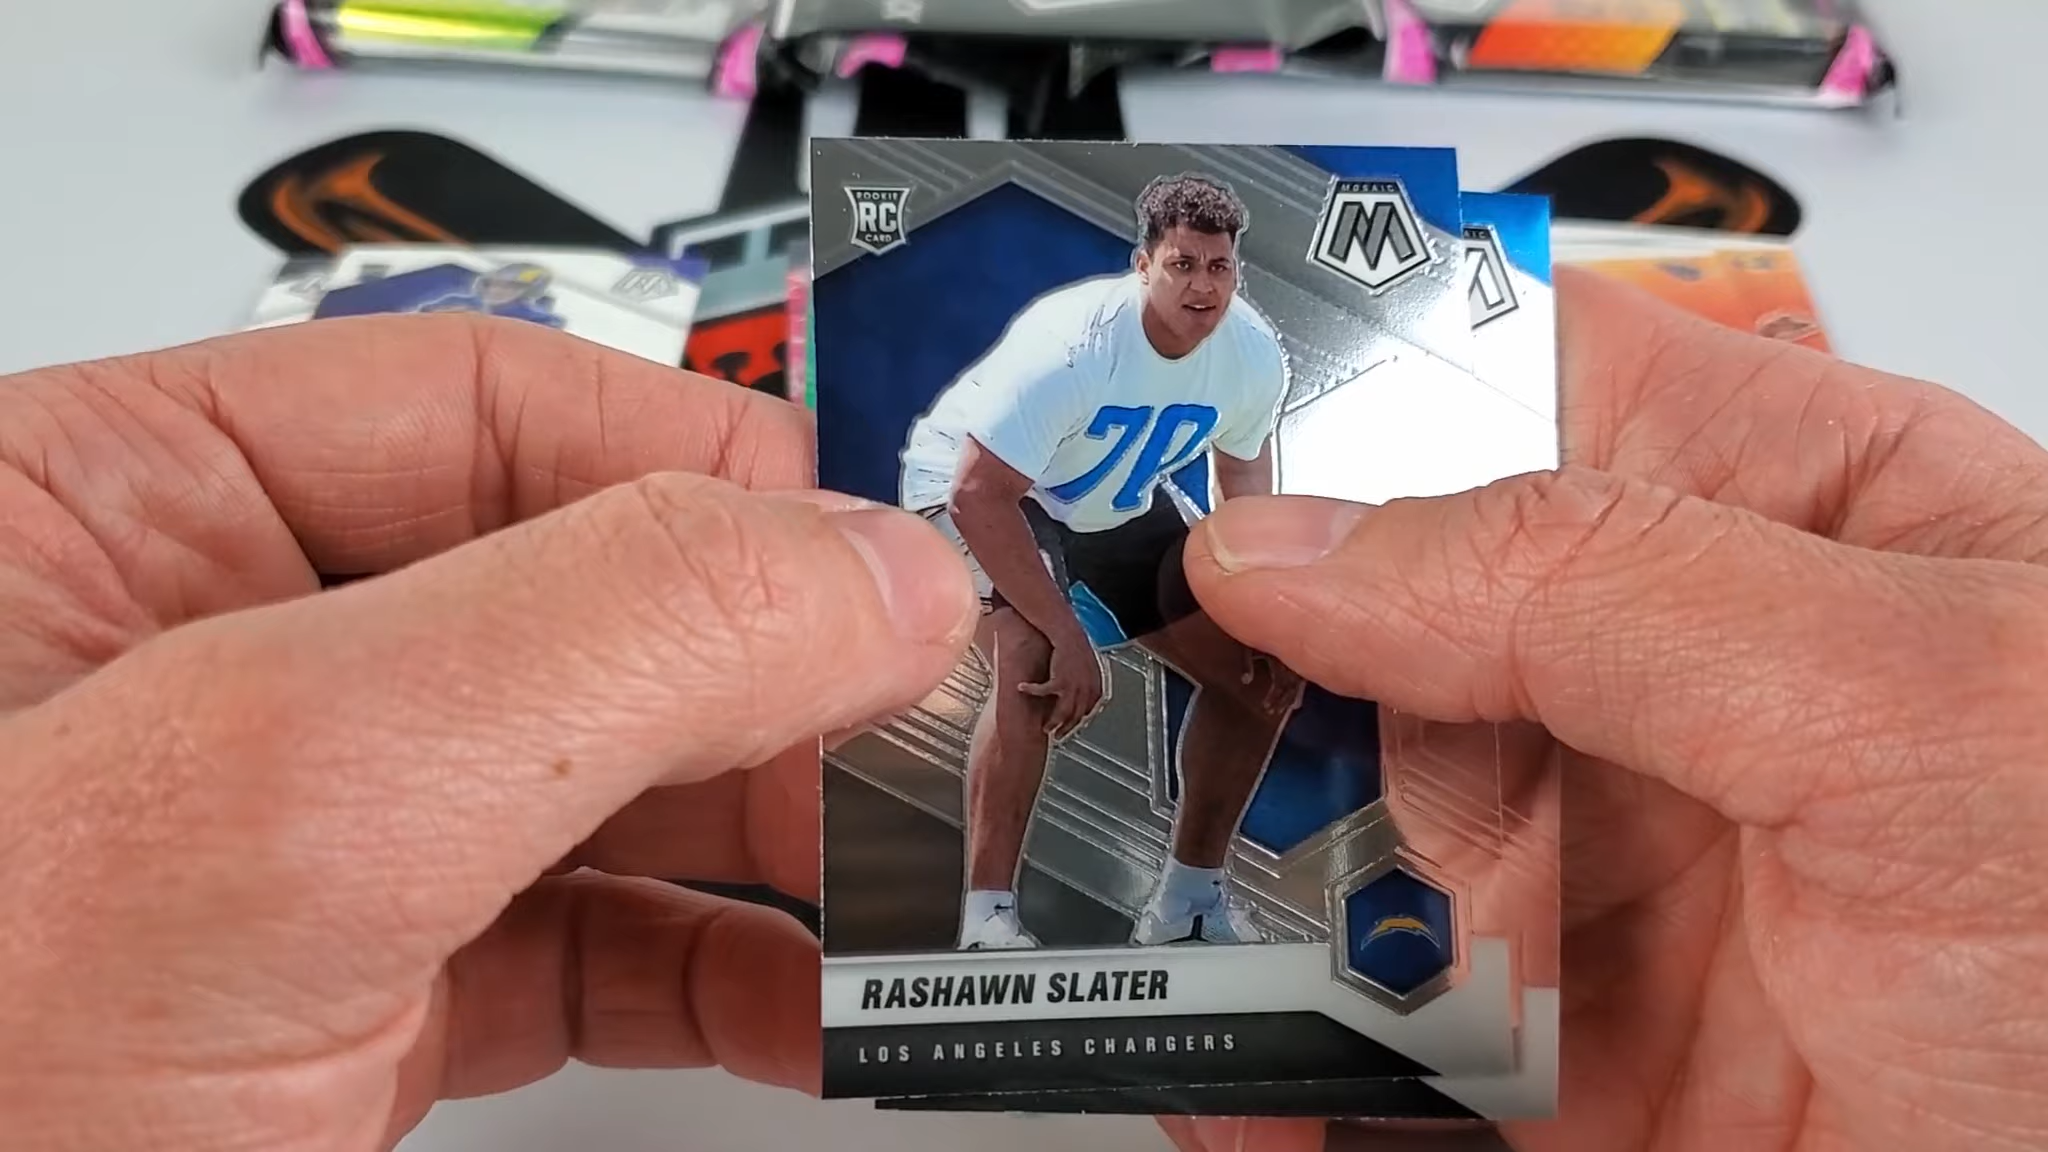 ROOKIE
RC
CARD
MOSAIC
M
70
RASHAWN SLATER
LOS ANGELES CHARGERS